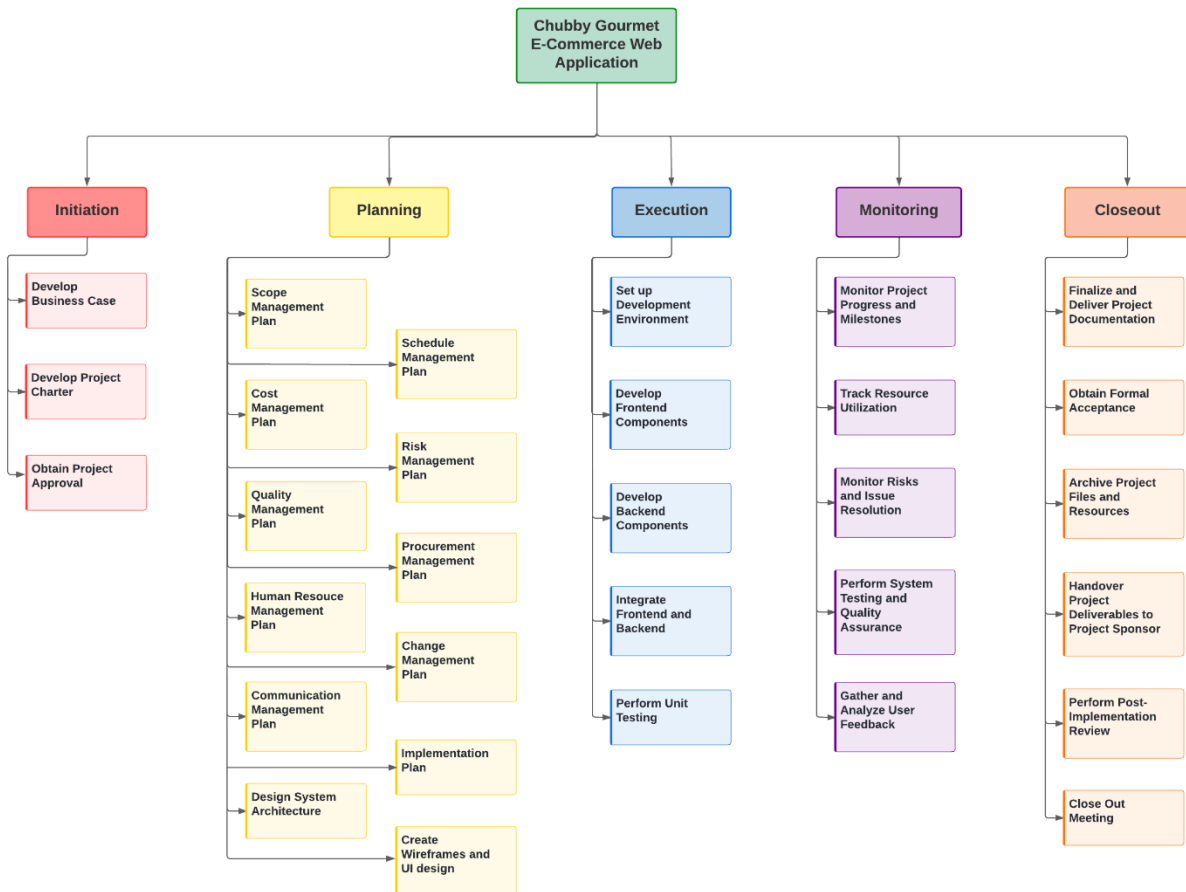 Chubby Gourmet
E-Commerce Web
Application
Initiation
Planning
Execution
Monitoring
Closeout
Develop
Business Case
Develop Project
Charter
Obtain Project
Approval
Scope
Management
Plan
Schedule
Management
Plan
Cost
Management
Plan
Risk
Management
Plan
Quality
Management
Plan
Procurement
Management
Plan
Human Resouce
Management
Plan
Change
Management
Plan
Communication
Management
Plan
Implementation
Plan
Design System
Architecture
Create
Wireframes and
UI design
Set up
Development
Environment
Develop
Frontend
Components
Develop
Backend
Components
Integrate
Frontend and
Backend
Perform Unit
Testing
Monitor Project
Progress and
Milestones
Track Resource
Utilization
Monitor Risks
and Issue
Resolution
Perform System
Testing and
Quality
Assurance
Gather and
Analyze User
Feedback
Finalize and
Deliver Project
Documentation
Obtain Formal
Acceptance
Archive Project
Files and
Resources
Handover
Project
Deliverables to
Project Sponsor
Perform Post-
Implementation
Review
Close Out
Meeting